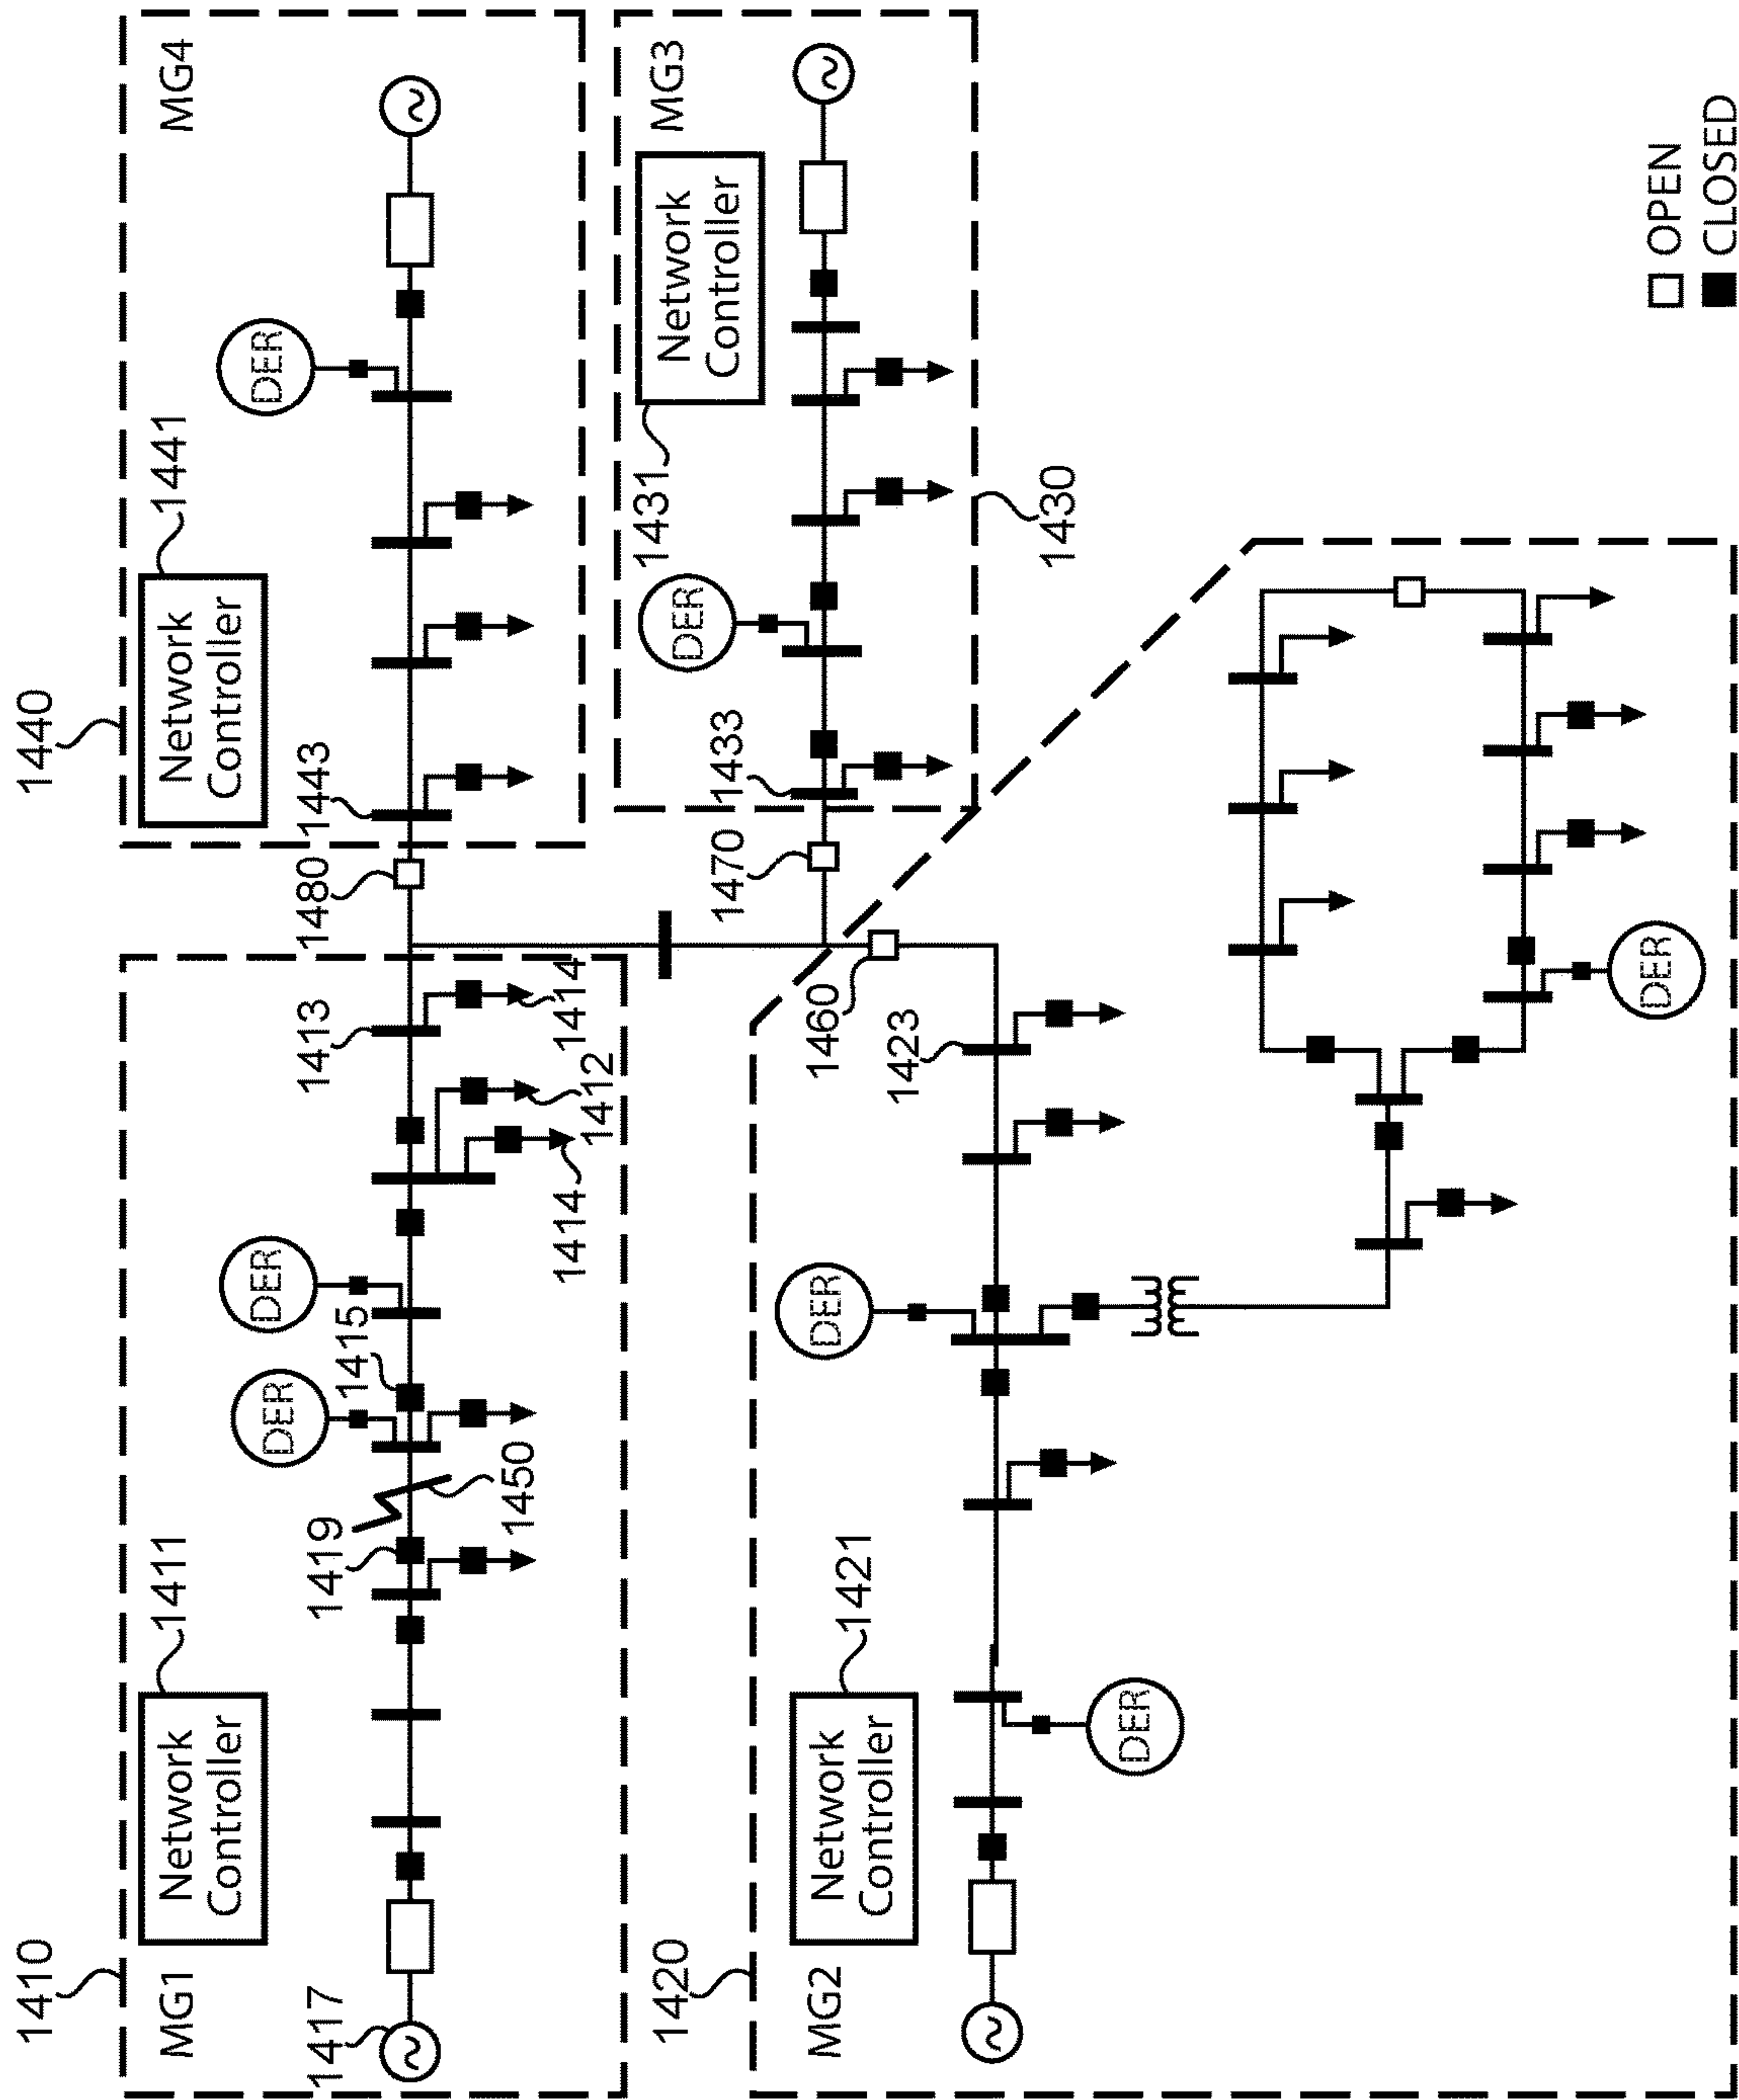 1410
MG1
Network
Controller
1411
1417
1419
1450
DER
DER
1415
1414
1412
1413
1414
1480
1440
Network
Controller
1441
1443
DER
MG4
1420
MG2
Network
Controller
1421
DER
DER
1423
1460
DER
1470
1433
DER
1431
Network
Controller
MG3
1430
OPEN
CLOSED